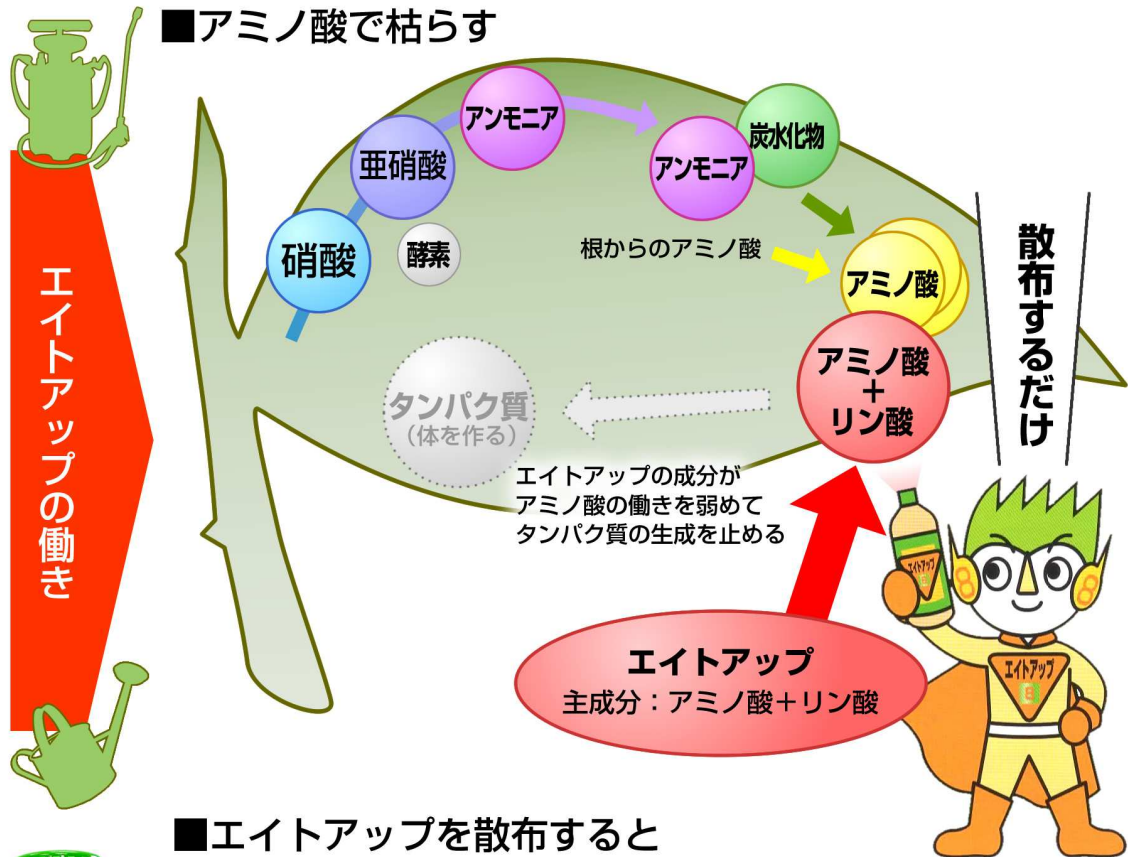 ■アミノ酸で枯らす
エイトアップの働き
アンモニア
亜硝酸
硝酸
酵素
アンモニア
炭水化物
根からのアミノ酸
アミノ酸
アミノ酸
+
リン酸
タンパク質
(体を作る)
エイトアップの成分が
アミノ酸の働きを弱めて
タンパク質の生成を止める
散布するだけ
エイトアップ
主成分：アミノ酸＋リン酸
エイトアップ
8
エイトアップ
8
8
8
■エイトアップを散布すると